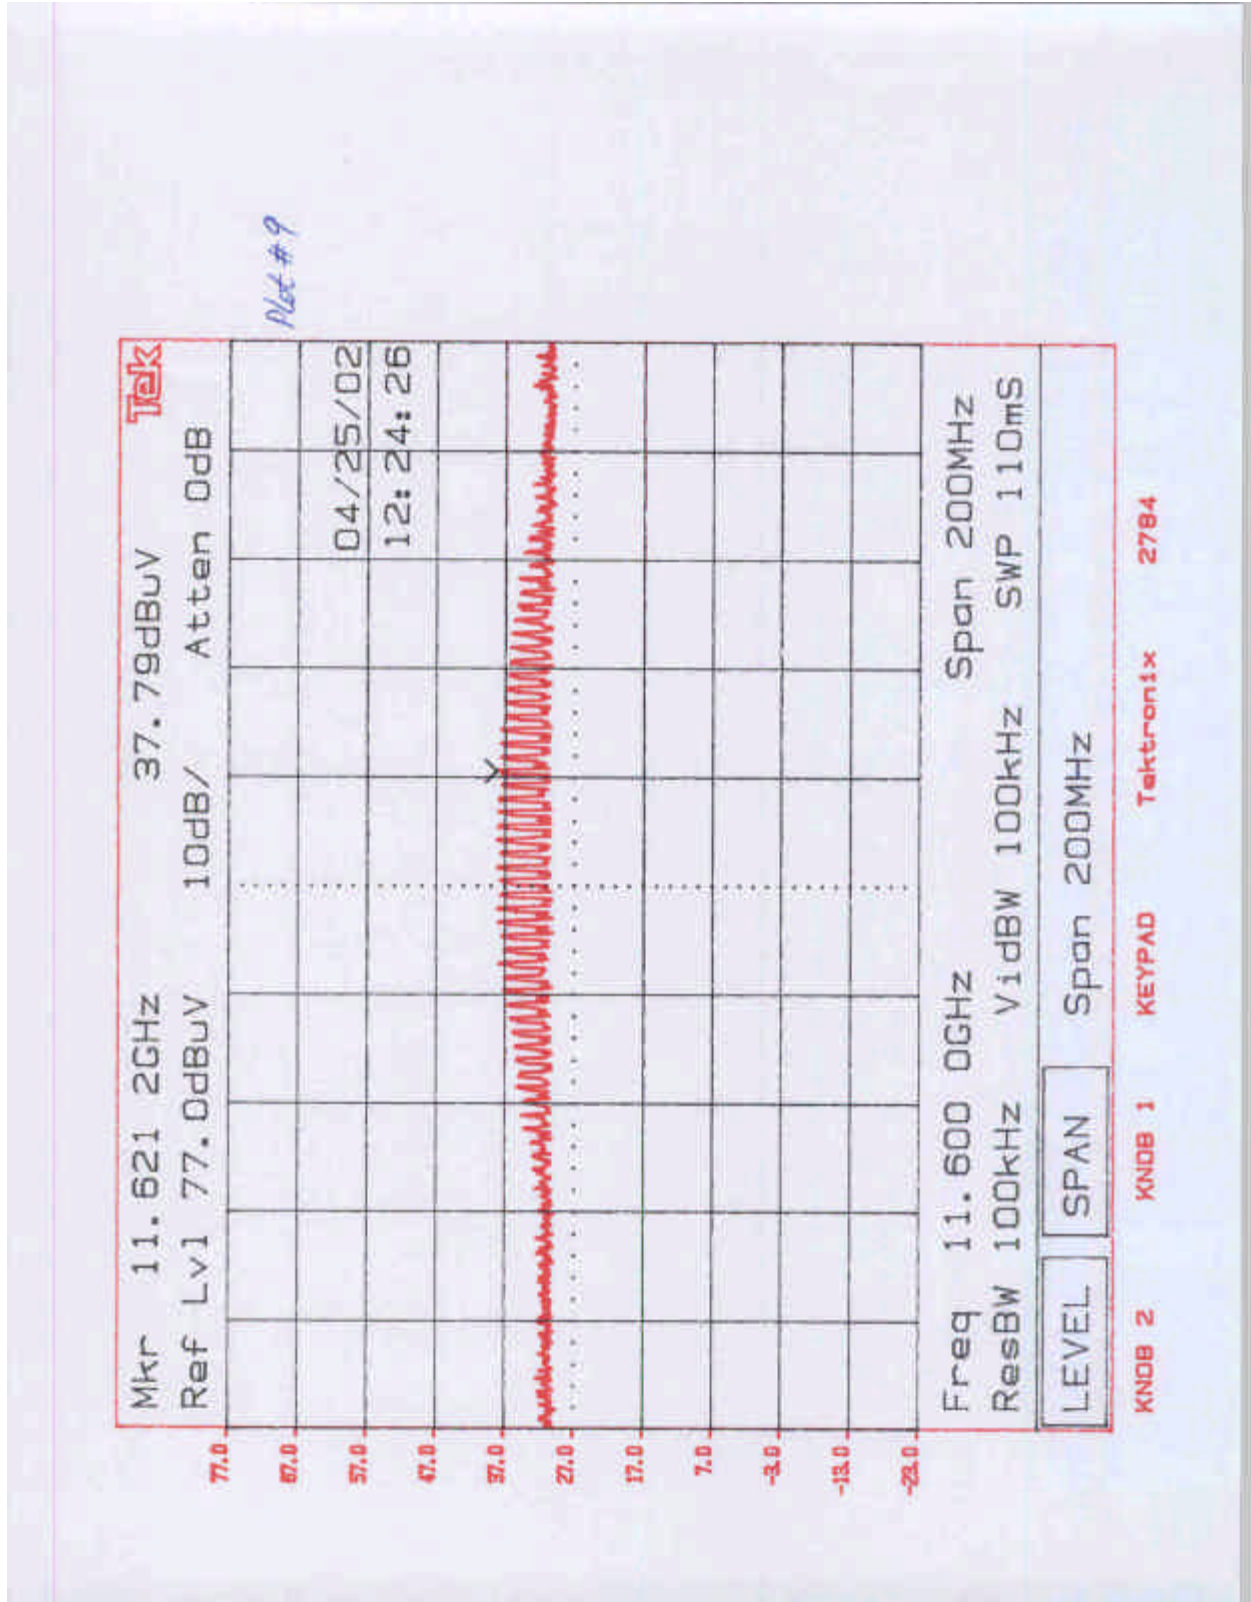 Plot #9
Mkr 11.621 2GHz 37.79dBuV Tek
Ref Lvl 77.0dBuV 10dB/ Atten 0dB
77.0
67.0
04/25/02
57.0
12:24:26
47.0
37.0
27.0
17.0
7.0
-3.0
-13.0
-23.0
Freq 11.600 0GHz Span 200MHz
ResBW 100kHz VidBW 100kHz SWP 110mS
LEVEL SPAN Span 200MHz
KNOB 2 KNOB 1 KEYPAD Tektronix 2784